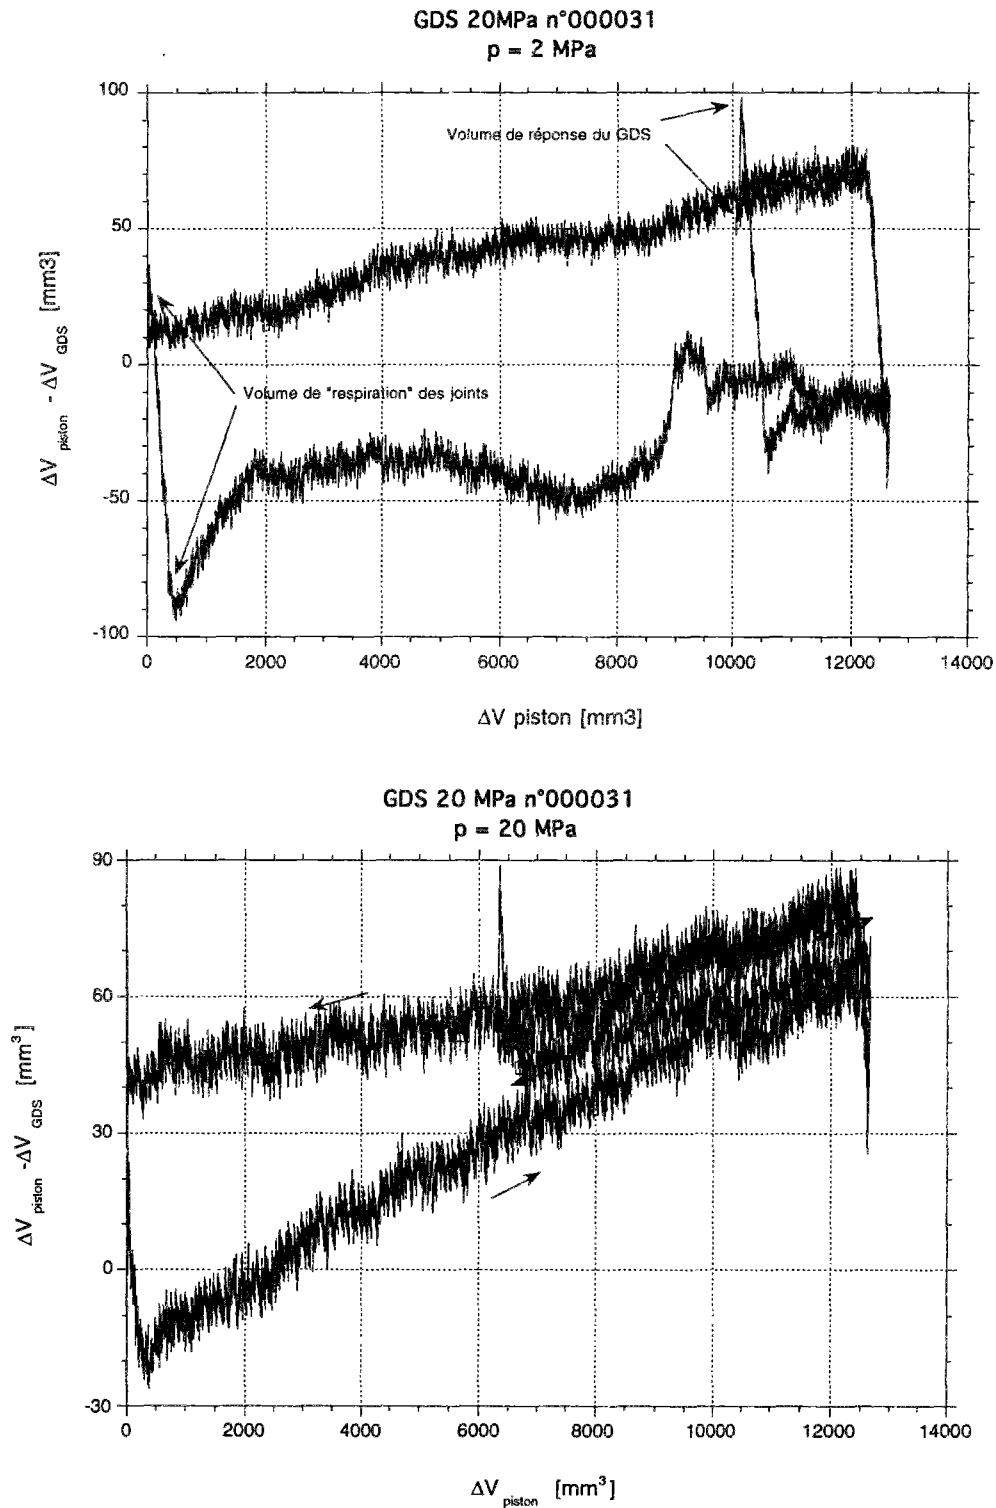 GDS 20MPa n°000031
p = 2 MPa
100
50
0
-50
-100
ΔV piston - ΔV GDS [mm3]
Volume de réponse du GDS
Volume de "respiration" des joints
0 2000 4000 6000 8000 10000 12000 14000
ΔV piston [mm3]
GDS 20 MPa n°000031
p = 20 MPa
90
60
30
0
-30
ΔV piston -ΔV GDS [mm³]
0 2000 4000 6000 8000 10000 12000 14000
ΔV piston [mm³]